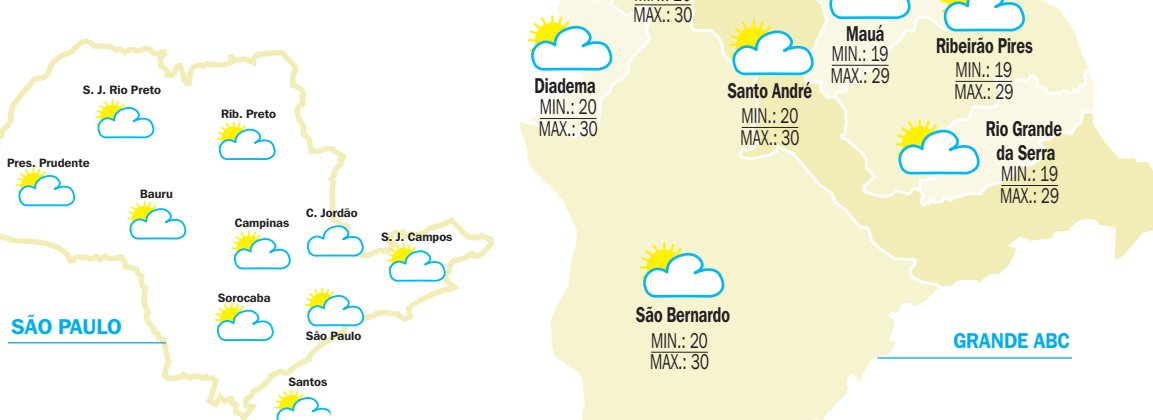 S. J. Rio Preto
Rib. Preto
Pres. Prudente
Bauru
Campinas
C. Jordão
S. J. Campos
Sorocaba
São Paulo
Santos
SÃO PAULO
MAX.: 30
Diadema
MIN.: 20
MAX.: 30
Santo André
MIN.: 20
MAX.: 30
Mauá
MIN.: 19
MAX.: 29
Ribeirão Pires
MIN.: 19
MAX.: 29
Rio Grande
da Serra
MIN.: 19
MAX.: 29
São Bernardo
MIN.: 20
MAX.: 30
GRANDE ABC